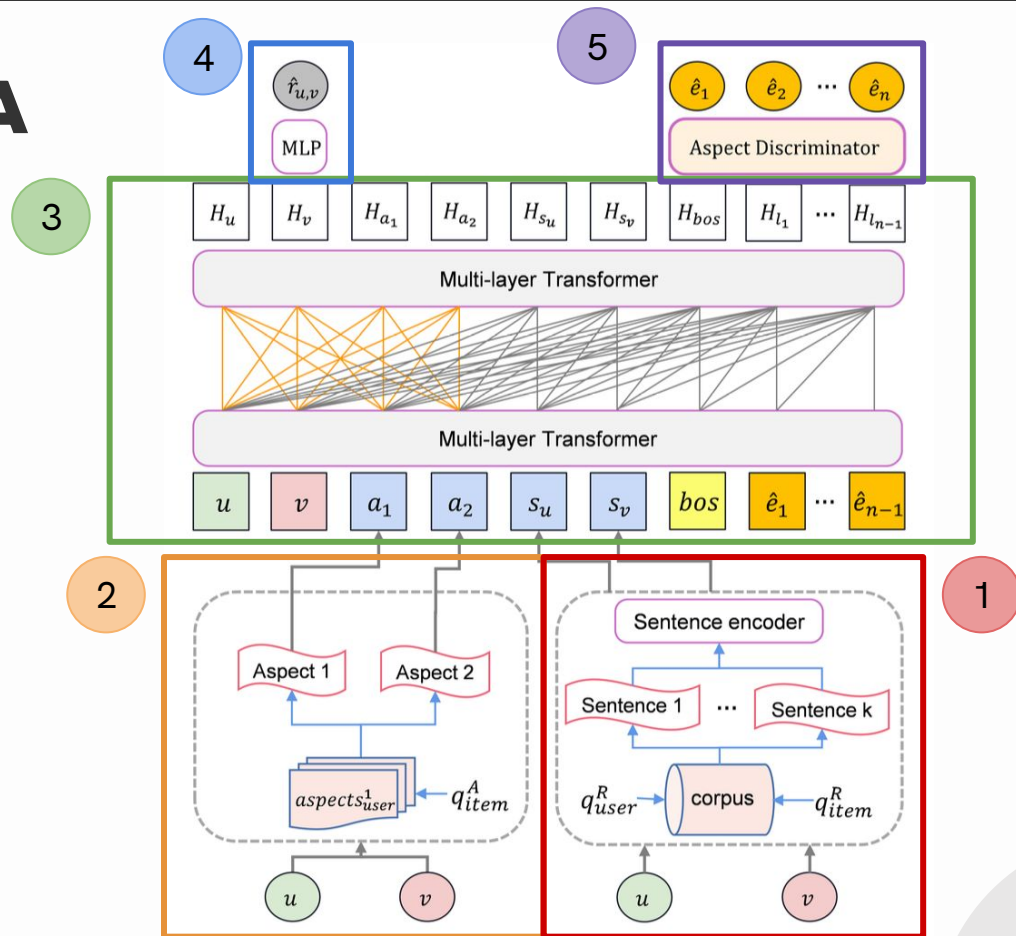 A
4
5
r̂u,v
ê1 ê2 ... ên
MLP
Aspect Discriminator
3
Hu Hv Ha1 Ha2 Hsu Hsv Hbos Hl1 ... Hln−1
Multi-layer Transformer
Multi-layer Transformer
u v a1 a2 su sv bos ê1 ... ên−1
2
1
Sentence encoder
Aspect 1 Aspect 2
Sentence 1 ... Sentence k
aspects¹user qᴬitem
qᴿuser corpus qᴿitem
u v u v